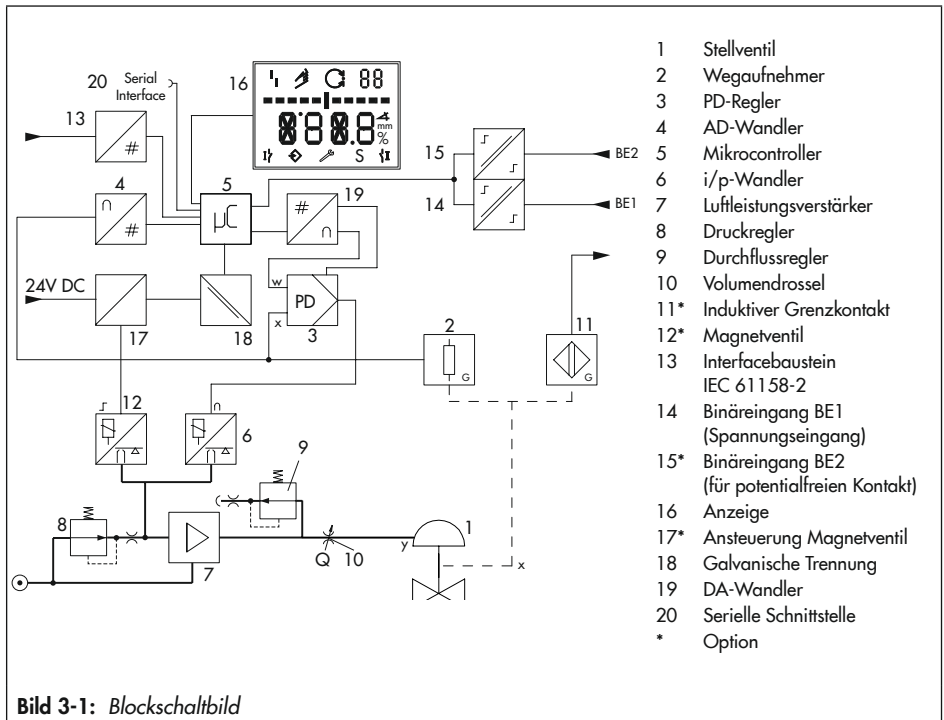 20 Serial Interface
16
88
8.8.8
mm
%
S
13
#
4
∩
#
5
µC
19
#
∩
15
BE2
14
BE1
24V DC
17
18
w
PD
x
3
2
G
11
G
12
∩
6
∩
∩
9
8
7
Q
10
y
1
x
1 Stellventil
2 Wegaufnehmer
3 PD-Regler
4 AD-Wandler
5 Mikrocontroller
6 i/p-Wandler
7 Luftleistungsverstärker
8 Druckregler
9 Durchflussregler
10 Volumendrossel
11* Induktiver Grenzkontakt
12* Magnetventil
13 Interfacebaustein
IEC 61158-2
14 Binäreingang BE1
(Spannungseingang)
15* Binäreingang BE2
(für potentialfreien Kontakt)
16 Anzeige
17* Ansteuerung Magnetventil
18 Galvanische Trennung
19 DA-Wandler
20 Serielle Schnittstelle
* Option
Bild 3-1: Blockschaltbild